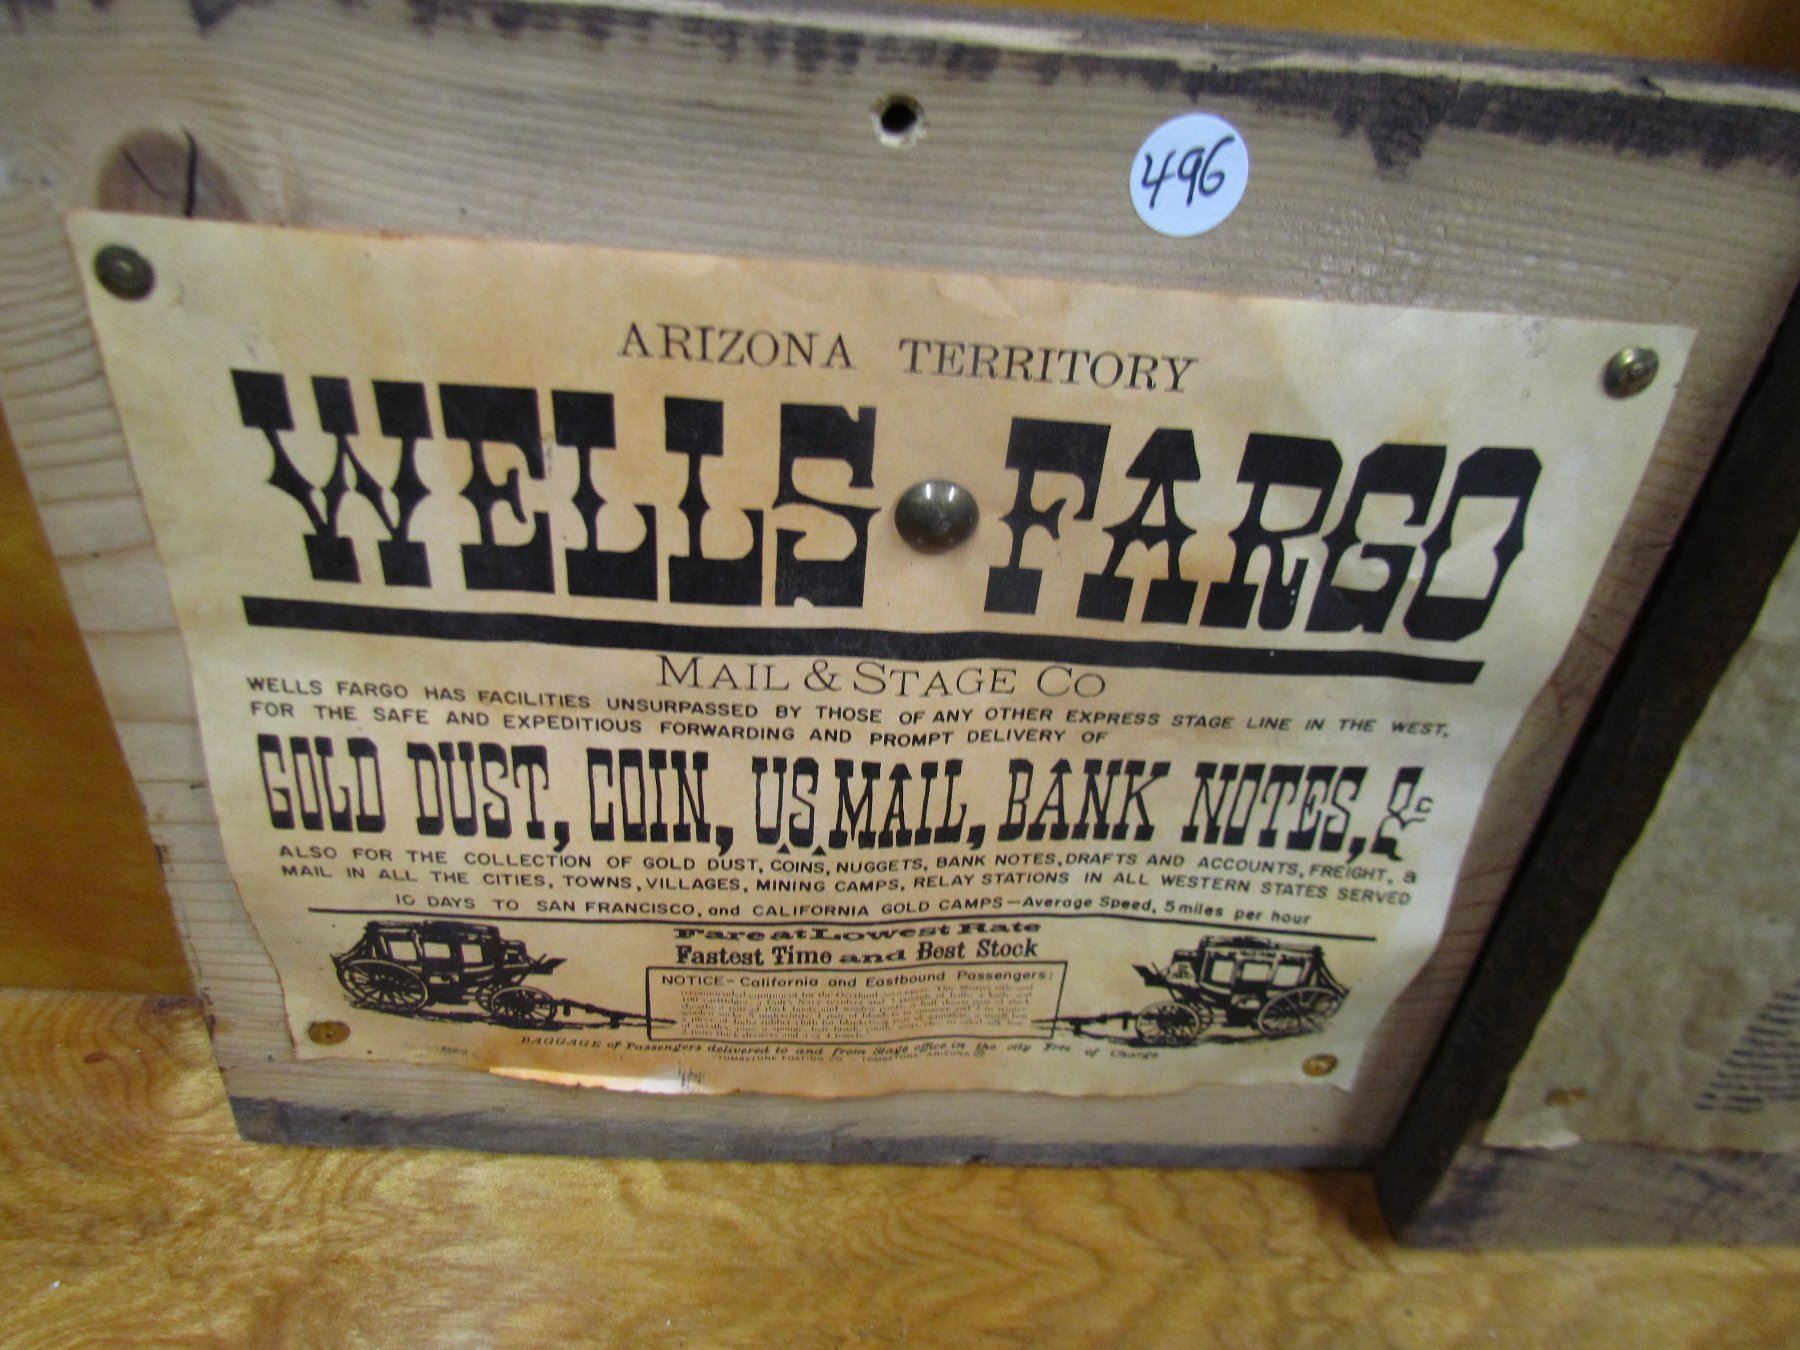 496
ARIZONA TERRITORY
WELLS FARGO
MAIL & STAGE CO
WELLS FARGO HAS FACILITIES UNSURPASSED BY THOSE OF ANY OTHER EXPRESS STAGE LINE IN THE WEST,
FOR THE SAFE AND EXPEDITIOUS FORWARDING AND PROMPT DELIVERY OF
GOLD DUST, COIN, U.S. MAIL, BANK NOTES, &c
ALSO FOR THE COLLECTION OF GOLD DUST, COINS, NUGGETS, BANK NOTES, DRAFTS AND ACCOUNTS, FREIGHT, &
MAIL IN ALL THE CITIES, TOWNS, VILLAGES, MINING CAMPS, RELAY STATIONS IN ALL WESTERN STATES SERVED
10 DAYS TO SAN FRANCISCO, and CALIFORNIA GOLD CAMPS—Average Speed, 5 miles per hour
Fare at Lowest Rate
Fastest Time and Best Stock
NOTICE – California and Eastbound Passengers:
BAGGAGE of Passengers delivered to and from Stage office in the city Free of Charge
TOMBSTONE POSTING CO. TOMBSTONE ARIZONA